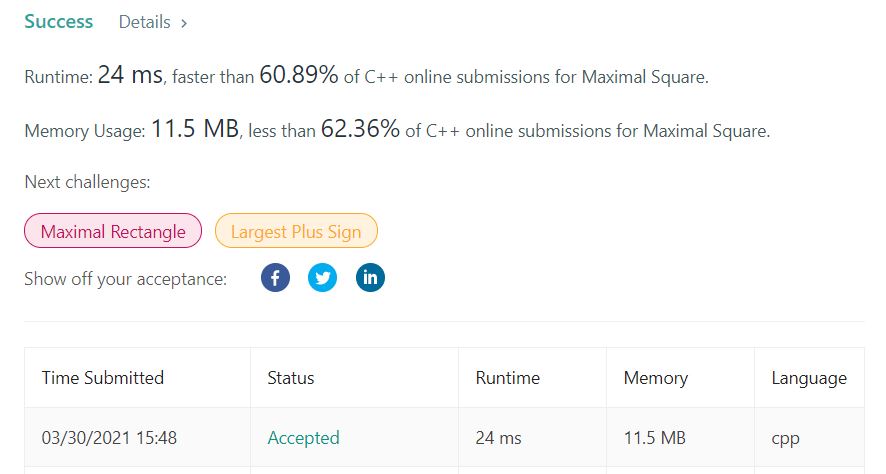 Success Details >
Runtime: 24 ms, faster than 60.89% of C++ online submissions for Maximal Square.
Memory Usage: 11.5 MB, less than 62.36% of C++ online submissions for Maximal Square.
Next challenges:
Maximal Rectangle Largest Plus Sign
Show off your acceptance: f in
Time Submitted Status Runtime Memory Language
03/30/2021 15:48 Accepted 24 ms 11.5 MB cpp